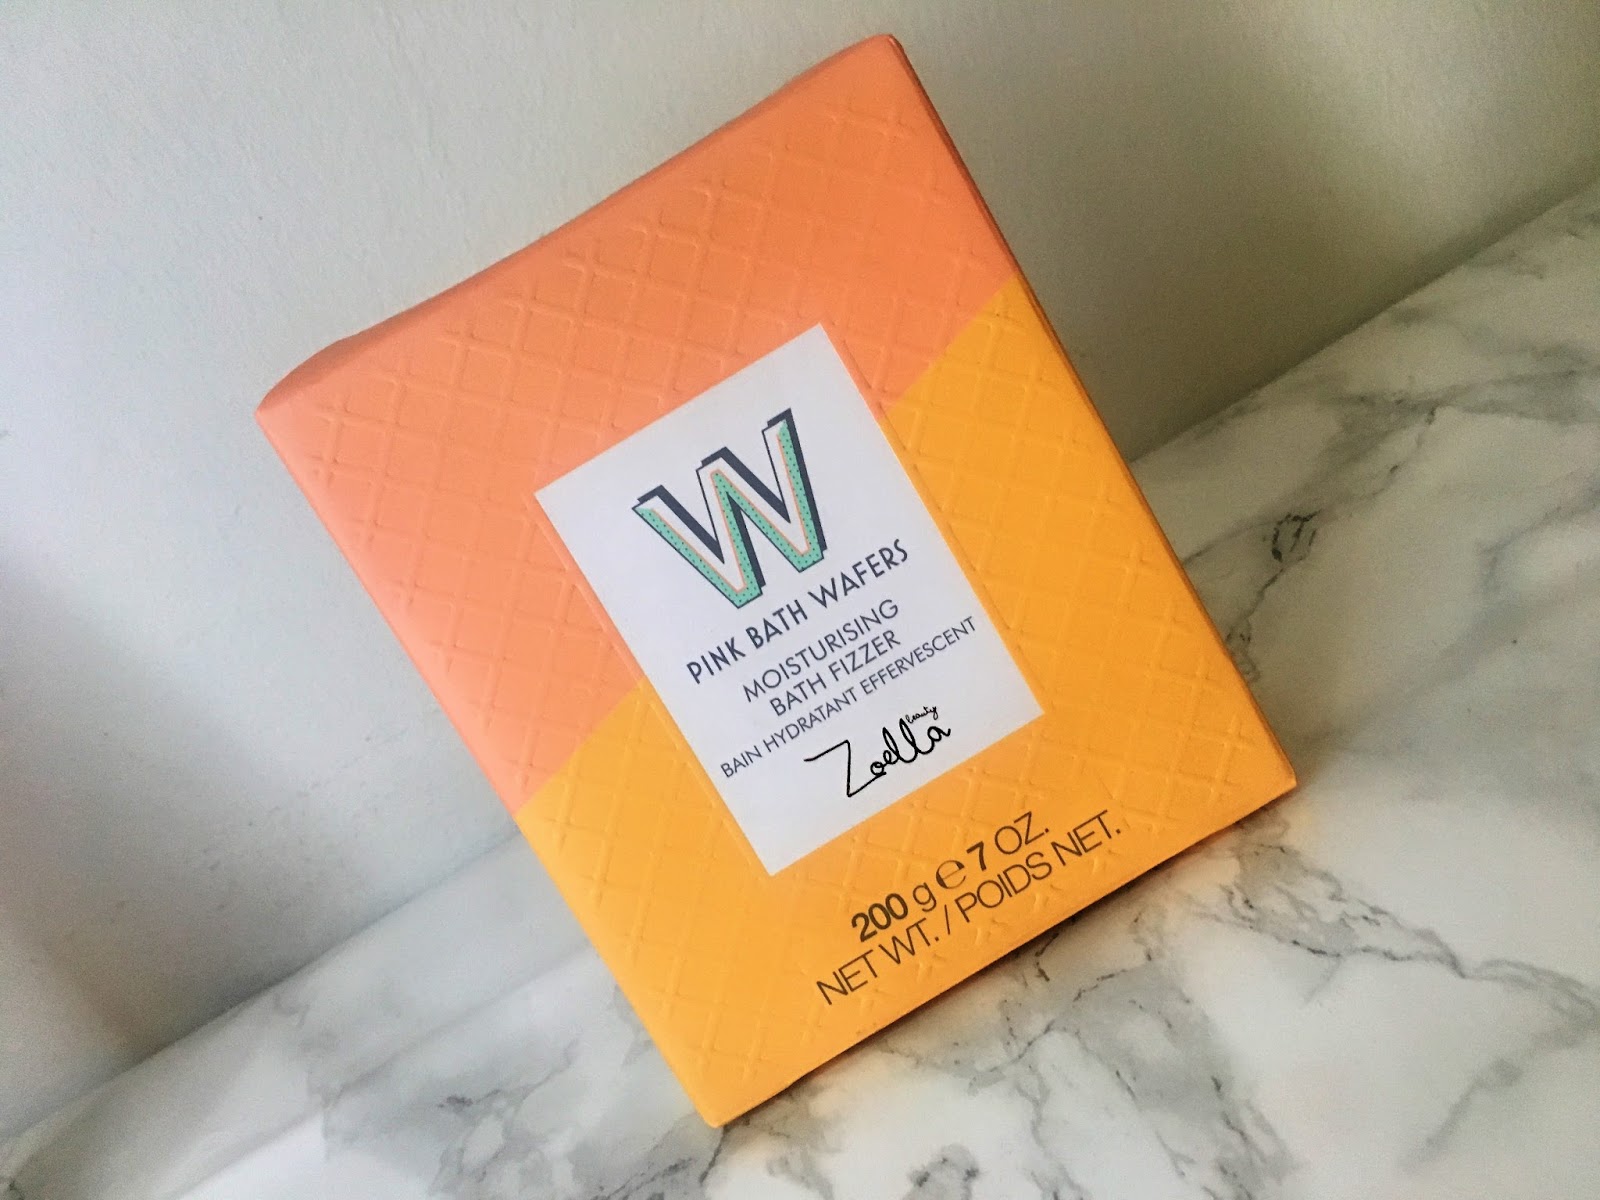 W
PINK BATH WAFERS
MOISTURISING
BATH FIZZER
BAIN HYDRATANT EFFERVESCENT
Zoella beauty
200 g ℮ 7 OZ.
NET WT. / POIDS NET.